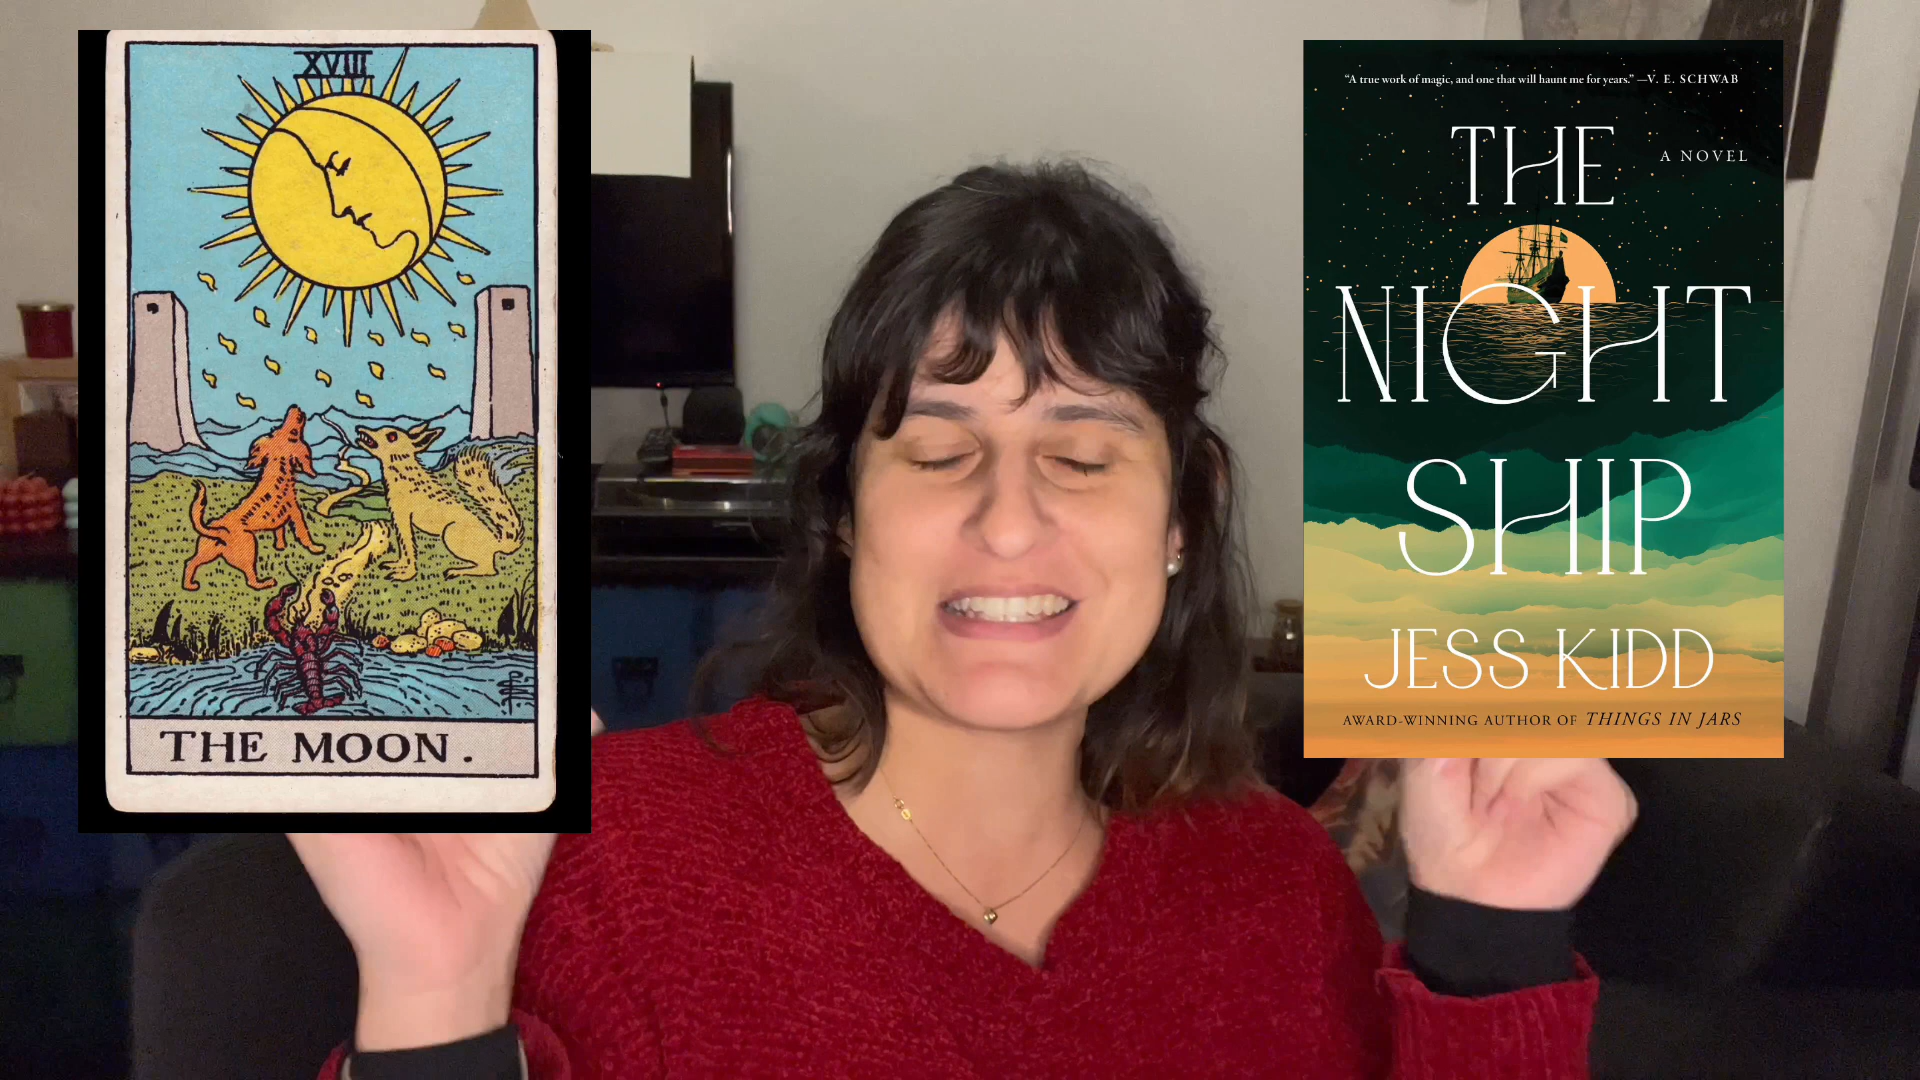 XVIII
THE MOON.
“A true work of magic, and one that will haunt me for years.” —V. E. SCHWAB
THE
A NOVEL
NIGHT
SHIP
JESS KIDD
AWARD-WINNING AUTHOR OF THINGS IN JARS